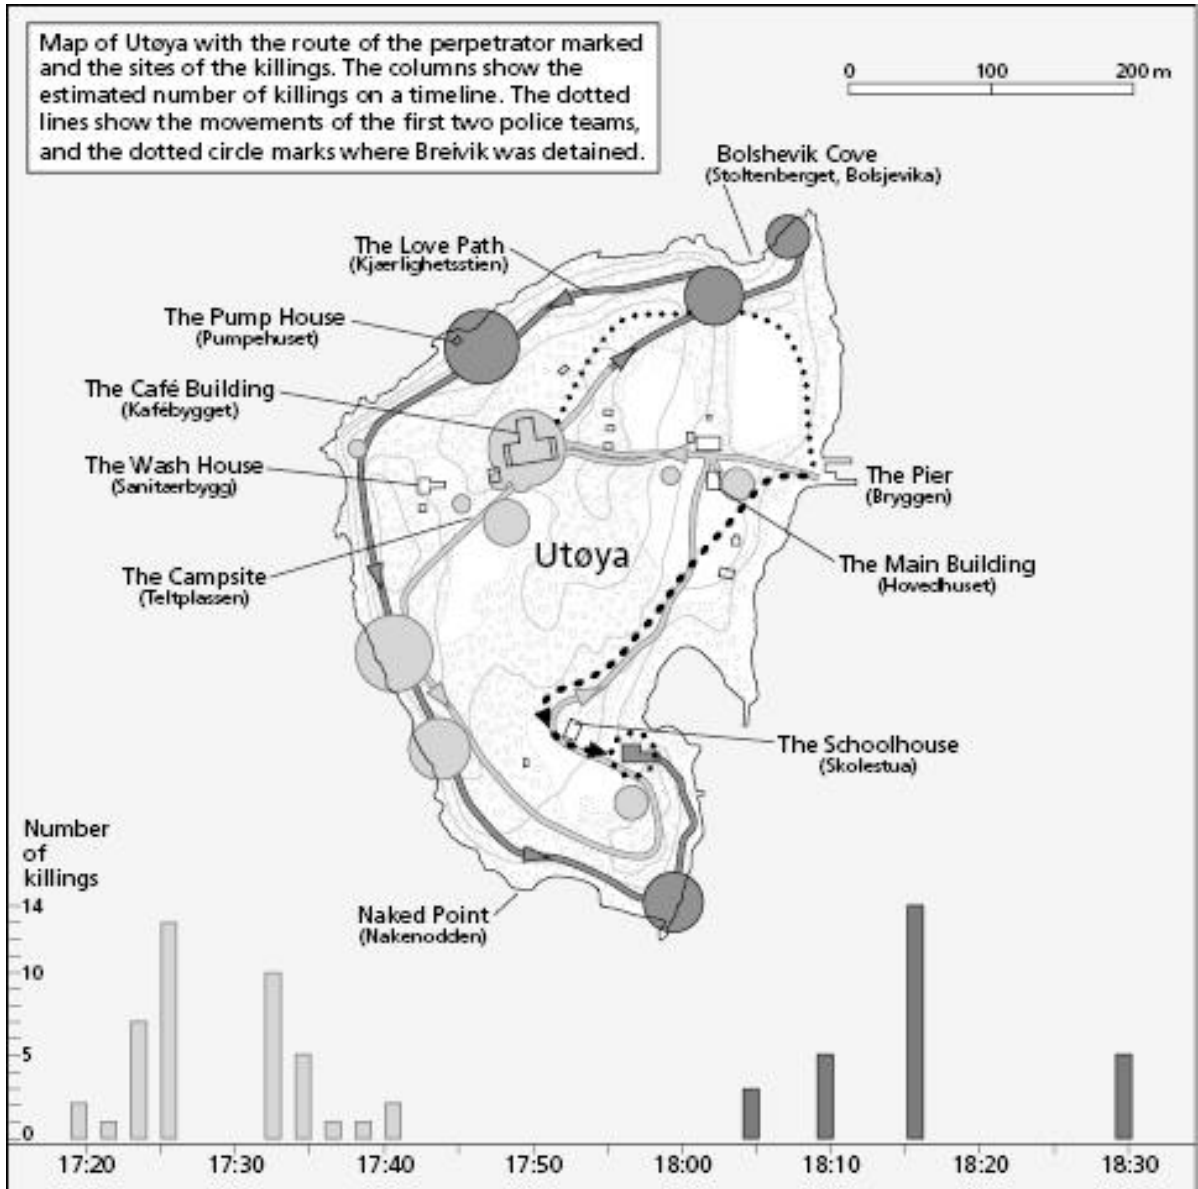 Map of Utøya with the route of the perpetrator marked
and the sites of the killings. The columns show the
estimated number of killings on a timeline. The dotted
lines show the movements of the first two police teams,
and the dotted circle marks where Breivik was detained.
0 100 200 m
Bolshevik Cove
(Stoltenberget, Bolsjevika)
The Love Path
(Kjærlighetsstien)
The Pump House
(Pumpehuset)
The Café Building
(Kafébygget)
The Wash House
(Sanitærbygg)
The Pier
(Bryggen)
Utøya
The Campsite
(Teltplassen)
The Main Building
(Hovedhuset)
The Schoolhouse
(Skolestua)
Naked Point
(Nakenodden)
Number
of
killings
14
10
5
0
17:20 17:30 17:40 17:50 18:00 18:10 18:20 18:30